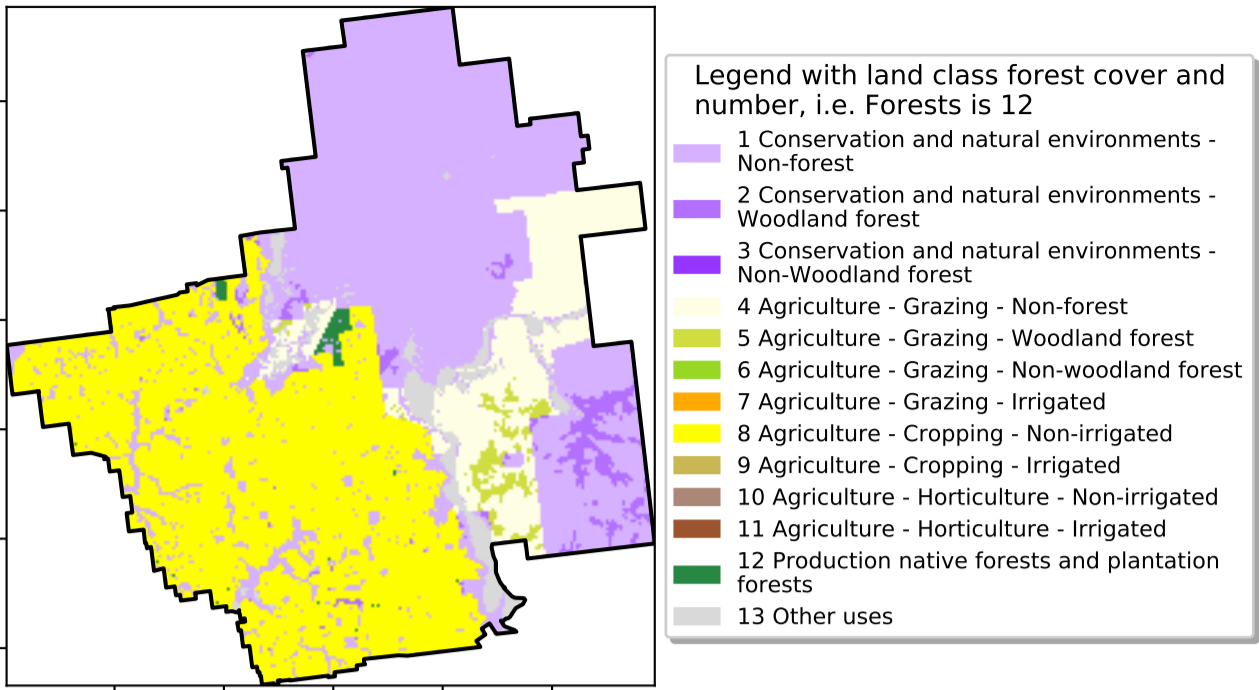 Legend with land class forest cover and
number, i.e. Forests is 12
1 Conservation and natural environments -
Non-forest
2 Conservation and natural environments -
Woodland forest
3 Conservation and natural environments -
Non-Woodland forest
4 Agriculture - Grazing - Non-forest
5 Agriculture - Grazing - Woodland forest
6 Agriculture - Grazing - Non-woodland forest
7 Agriculture - Grazing - Irrigated
8 Agriculture - Cropping - Non-irrigated
9 Agriculture - Cropping - Irrigated
10 Agriculture - Horticulture - Non-irrigated
11 Agriculture - Horticulture - Irrigated
12 Production native forests and plantation
forests
13 Other uses